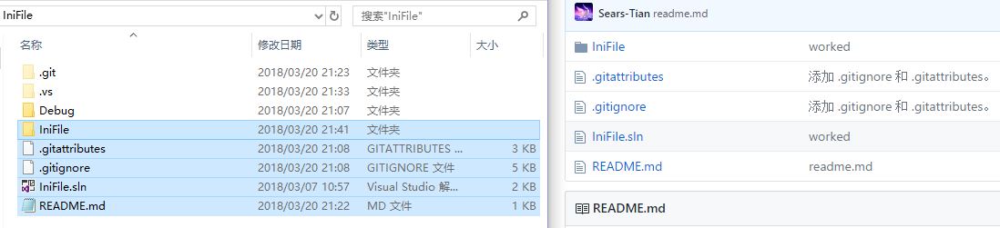 IniFile
搜索"IniFile"
名称 修改日期 类型 大小
.git 2018/03/20 21:23 文件夹
.vs 2018/03/20 21:33 文件夹
Debug 2018/03/20 21:07 文件夹
IniFile 2018/03/20 21:41 文件夹
.gitattributes 2018/03/20 21:08 GITATTRIBUTES ... 3 KB
.gitignore 2018/03/20 21:08 GITIGNORE 文件 5 KB
IniFile.sln 2018/03/07 10:57 Visual Studio 解... 2 KB
README.md 2018/03/20 21:22 MD 文件 1 KB
Sears-Tian readme.md
IniFile worked
.gitattributes 添加 .gitignore 和 .gitattributes。
.gitignore 添加 .gitignore 和 .gitattributes。
IniFile.sln worked
README.md readme.md
README.md